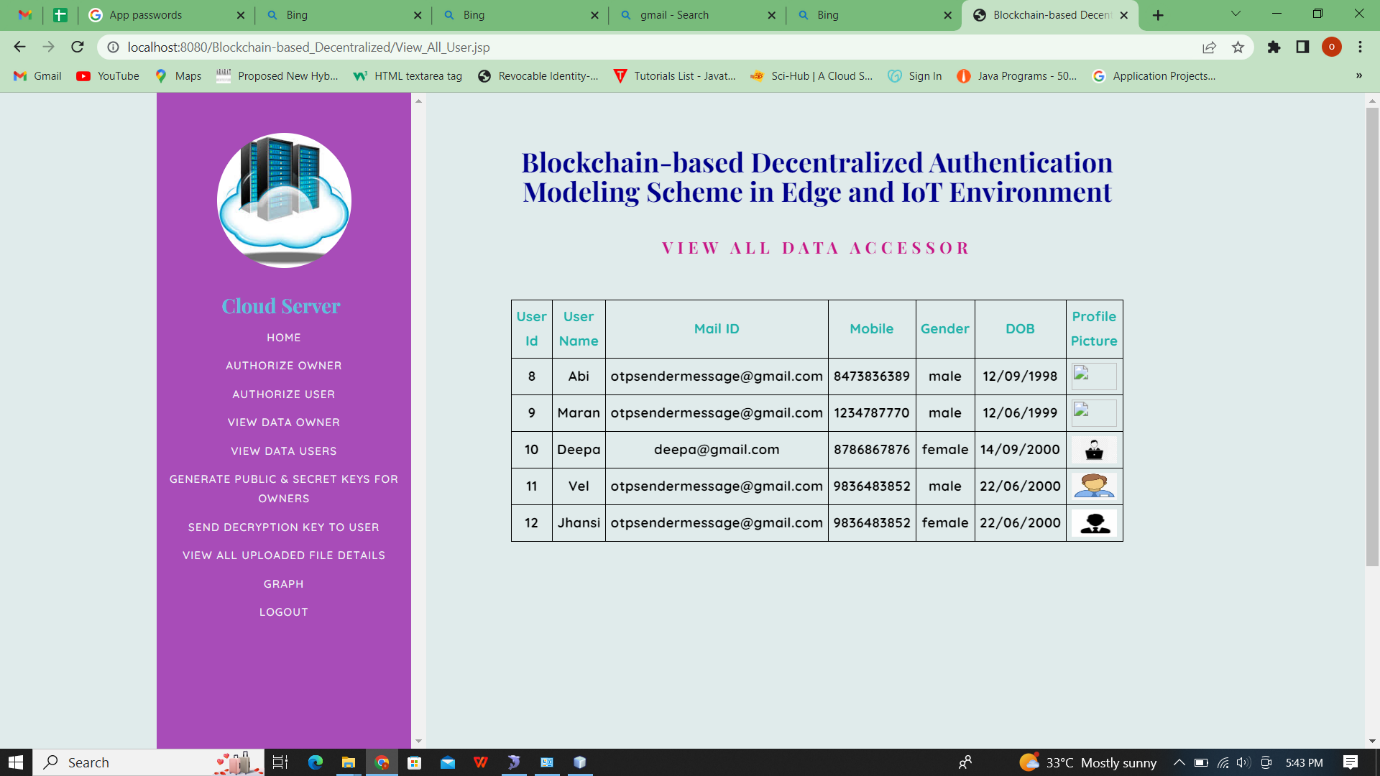 App passwords
Bing
Bing
gmail - Search
Bing
Blockchain-based Decen
localhost:8080/Blockchain-based_Decentralized/View_All_User.jsp
O
Gmail
YouTube
Maps
Proposed New Hyb...
HTML textarea tag
Revocable Identity-...
Tutorials List - Javat...
Sci-Hub | A Cloud S...
Sign In
Java Programs - 50...
Application Projects...
»
Cloud Server
HOME
AUTHORIZE OWNER
AUTHORIZE USER
VIEW DATA OWNER
VIEW DATA USERS
GENERATE PUBLIC & SECRET KEYS FOR
OWNERS
SEND DECRYPTION KEY TO USER
VIEW ALL UPLOADED FILE DETAILS
GRAPH
LOGOUT
Blockchain-based Decentralized Authentication
Modeling Scheme in Edge and IoT Environment
VIEW ALL DATA ACCESSOR
User Id User Name Mail ID Mobile Gender DOB Profile Picture
8 Abi otpsendermessage@gmail.com 8473836389 male 12/09/1998
9 Maran otpsendermessage@gmail.com 1234787770 male 12/06/1999
10 Deepa deepa@gmail.com 8786867876 female 14/09/2000
11 Vel otpsendermessage@gmail.com 9836483852 male 22/06/2000
12 Jhansi otpsendermessage@gmail.com 9836483852 female 22/06/2000
Search
33°C Mostly sunny
5:43 PM